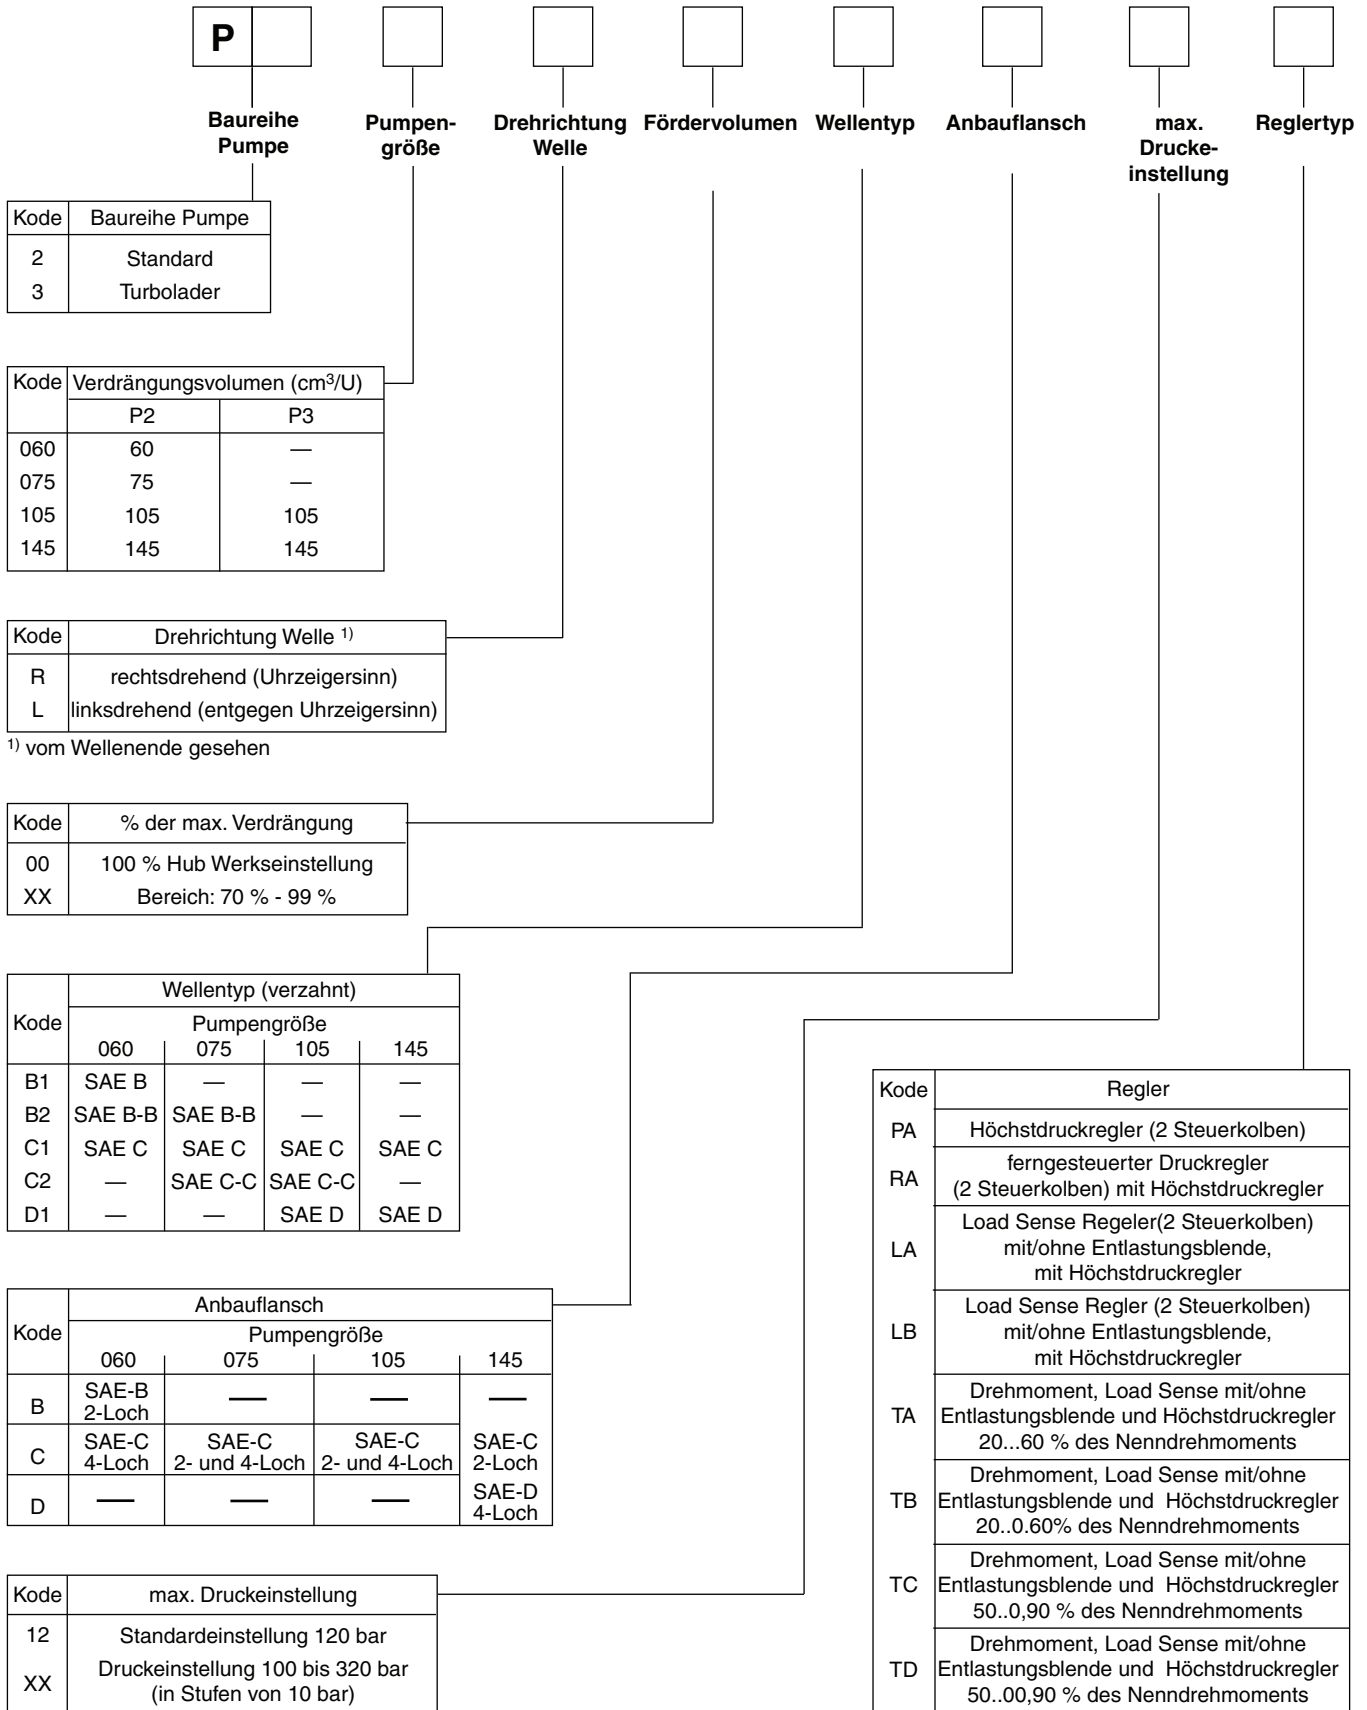 P
Baureihe Pumpe
Pumpen-größe
Drehrichtung Welle
Fördervolumen
Wellentyp
Anbauflansch
max. Drucke-instellung
Reglertyp
Kode Baureihe Pumpe
2 Standard
3 Turbolader
Kode Verdrängungsvolumen (cm³/U)
P2 P3
060 60 —
075 75 —
105 105 105
145 145 145
Kode Drehrichtung Welle 1)
R rechtsdrehend (Uhrzeigersinn)
L linksdrehend (entgegen Uhrzeigersinn)
1) vom Wellenende gesehen
Kode % der max. Verdrängung
00 100 % Hub Werkseinstellung
XX Bereich: 70 % - 99 %
Wellentyp (verzahnt)
Kode Pumpengröße
060 075 105 145
B1 SAE B — — —
B2 SAE B-B SAE B-B — —
C1 SAE C SAE C SAE C SAE C
C2 — SAE C-C SAE C-C —
D1 — — SAE D SAE D
Anbauflansch
Kode Pumpengröße
060 075 105 145
B SAE-B 2-Loch — — —
C SAE-C 4-Loch SAE-C 2- und 4-Loch SAE-C 2- und 4-Loch SAE-C 2-Loch
D — — — SAE-D 4-Loch
Kode max. Druckeinstellung
12 Standardeinstellung 120 bar
XX Druckeinstellung 100 bis 320 bar
(in Stufen von 10 bar)
Kode Regler
PA Höchstdruckregler (2 Steuerkolben)
RA ferngesteuerter Druckregler
(2 Steuerkolben) mit Höchstdruckregler
LA Load Sense Regeler(2 Steuerkolben)
mit/ohne Entlastungsblende,
mit Höchstdruckregler
LB Load Sense Regler (2 Steuerkolben)
mit/ohne Entlastungsblende,
mit Höchstdruckregler
TA Drehmoment, Load Sense mit/ohne
Entlastungsblende und Höchstdruckregler
20...60 % des Nenndrehmoments
TB Drehmoment, Load Sense mit/ohne
Entlastungsblende und Höchstdruckregler
20..0.60% des Nenndrehmoments
TC Drehmoment, Load Sense mit/ohne
Entlastungsblende und Höchstdruckregler
50..0,90 % des Nenndrehmoments
TD Drehmoment, Load Sense mit/ohne
Entlastungsblende und Höchstdruckregler
50..00,90 % des Nenndrehmoments